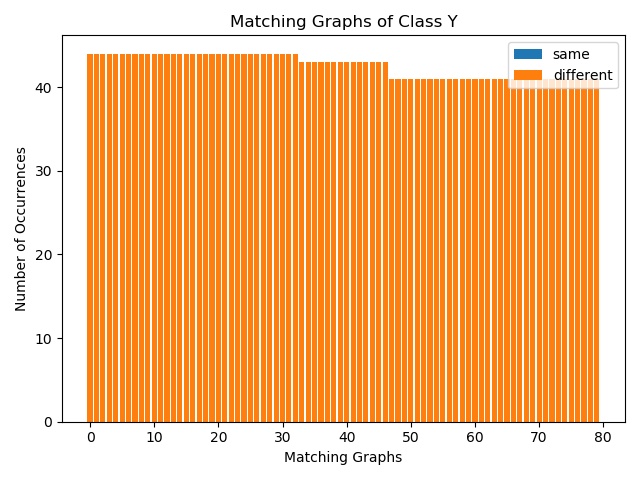 Matching Graphs of Class Y
same
different
Number of Occurrences
40
30
20
10
0
0 10 20 30 40 50 60 70 80
Matching Graphs